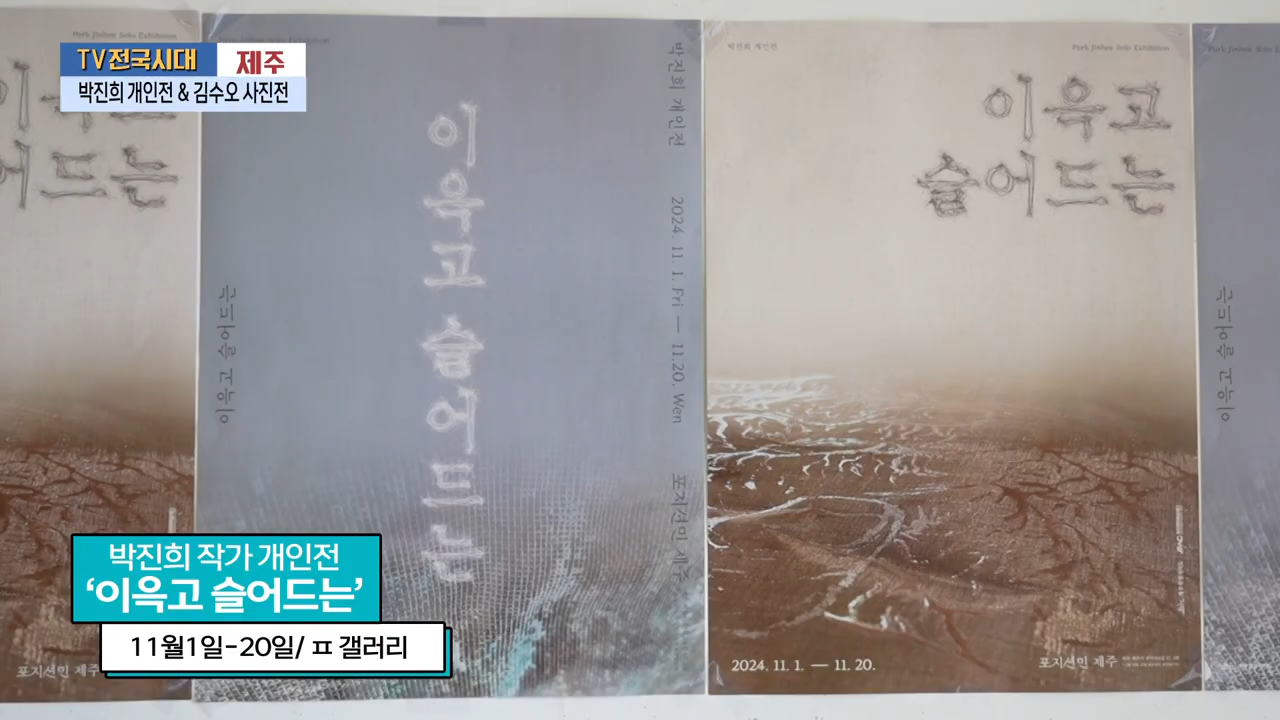 TV전국시대 제주
박진희 개인전 & 김수오 사진전
Park Jinhee Solo Exhibition
어드는
포지션민 제주
이윽고 슬어드는
이윽고 슬어드는
박진희 개인전 2024. 11. 1. Fri — 11.20. Wen 포지션민 제주
박진희 개인전
Park Jinhee Solo Exhibition
이윽고
슬어드는
2024. 11. 1. — 11. 20.
포지션민 제주
이윽고 슬어드는
박진희 작가 개인전
‘이윽고 슬어드는’
11월1일-20일/ ㅍ 갤러리